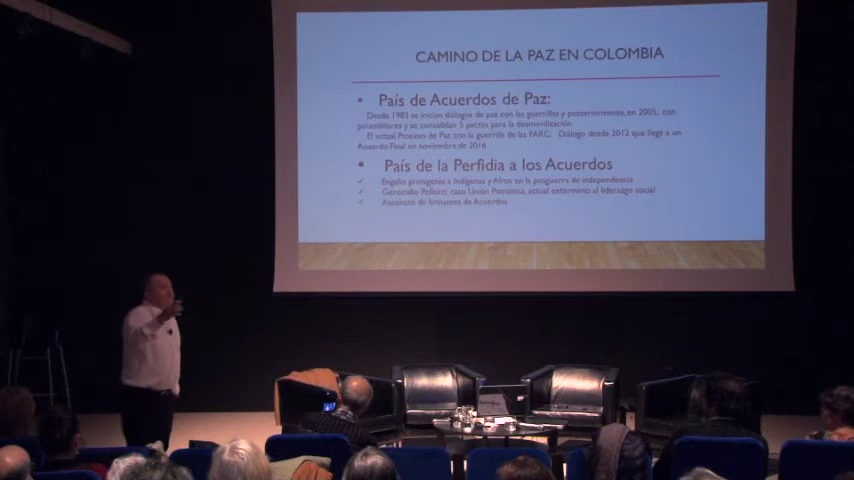 CAMINO DE LA PAZ EN COLOMBIA
• País de Acuerdos de Paz:
Desde 1983 se inician diálogos de paz con las guerrillas y posteriormente, en 2005, con
paramilitares y se consolidan 5 pactos para la desmovilización
El actual Proceso de Paz con la guerrilla de las FARC: Diálogo desde 2012 que llega a un
Acuerdo Final en noviembre de 2016
• País de la Perfidia a los Acuerdos
✓ Engaño primigenio a Indígenas y Afros en la posguerra de independencia
✓ Genocidio Político: caso Unión Patriótica, actual exterminio al liderazgo social
✓ Asesinato de firmantes de Acuerdos